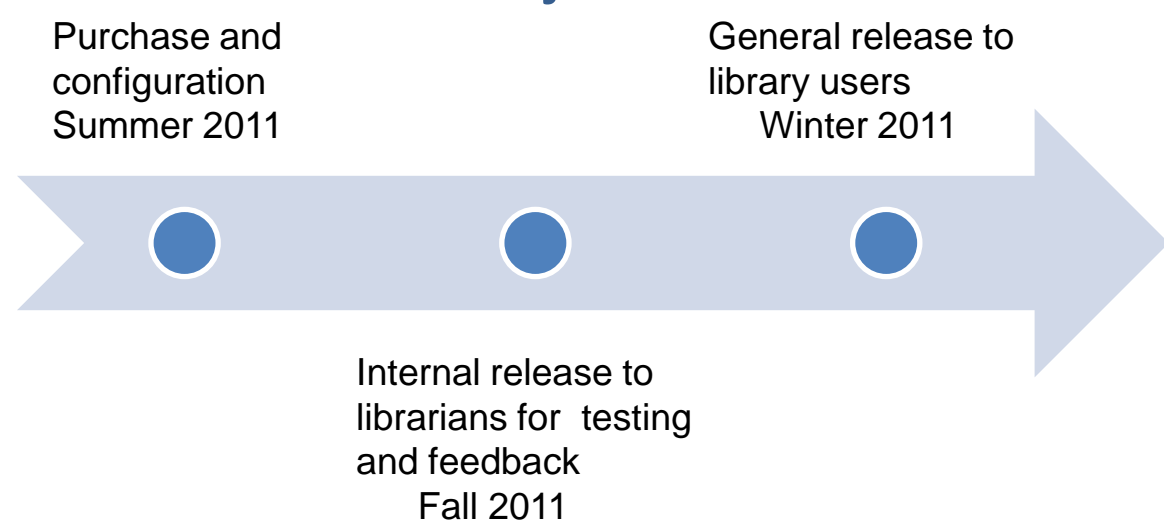 Purchase and
configuration
Summer 2011
General release to
library users
Winter 2011
Internal release to
librarians for testing
and feedback
Fall 2011